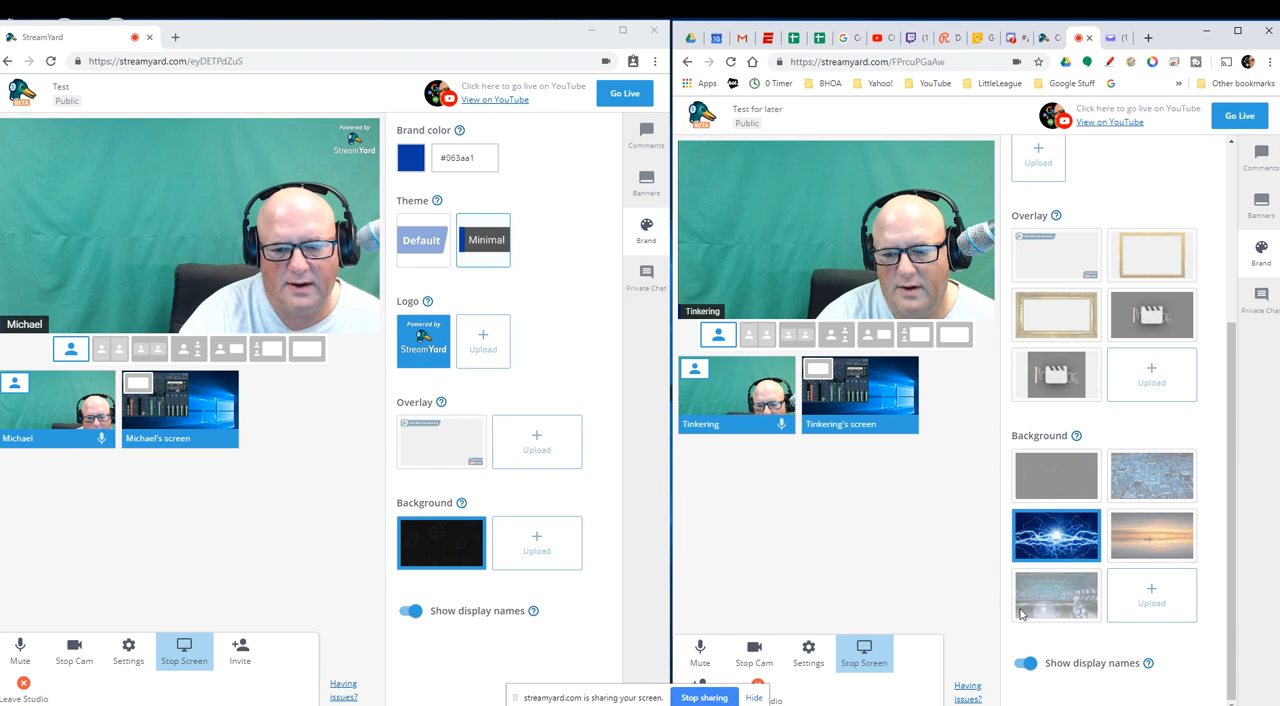 StreamYard
https://streamyard.com/eyDETPdZuS
BETA
Test
Public
Click here to go live on YouTube
View on YouTube
Go Live
Powered by
StreamYard
Michael
Michael
Michael's screen
Brand color
#063aa1
Theme
Default
Minimal
Logo
Powered by
StreamYard
Upload
Overlay
Upload
Background
Upload
Show display names
Comments
Banners
Brand
Private Chat
Mute
Stop Cam
Settings
Stop Screen
Invite
Leave Studio
Having
issues?
streamyard.com is sharing your screen.
Stop sharing
Hide
https://streamyard.com/FPrcuPGaAw
Apps
0 Timer
BHOA
Yahoo!
YouTube
LittleLeague
Google Stuff
»
Other bookmarks
BETA
Test for later
Public
Click here to go live on YouTube
View on YouTube
Go Live
Tinkering
Tinkering
Tinkering's screen
Upload
Overlay
Upload
Background
Upload
Show display names
Comments
Banners
Brand
Private Cha
Mute
Stop Cam
Settings
Stop Screen
dio
Having
issues?